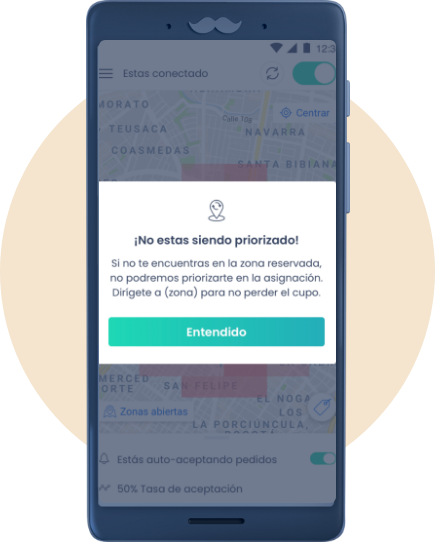 12:3
Estas conectado
MORATO
Calle 10g
Centrar
TEUSACA
NAVARRA
COASMEDAS
SANTA BIBIANA
¡No estas siendo priorizado!
Si no te encuentras en la zona reservada,
no podremos priorizarte en la asignación.
Dirígete a (zona) para no perder el cupo.
Entendido
MERCED
ORTE
SAN FELIPE
EL NOGA
Zonas abiertas
LOS
LA PORCIÚNCULA
Estás auto-aceptando pedidos
50% Tasa de aceptación